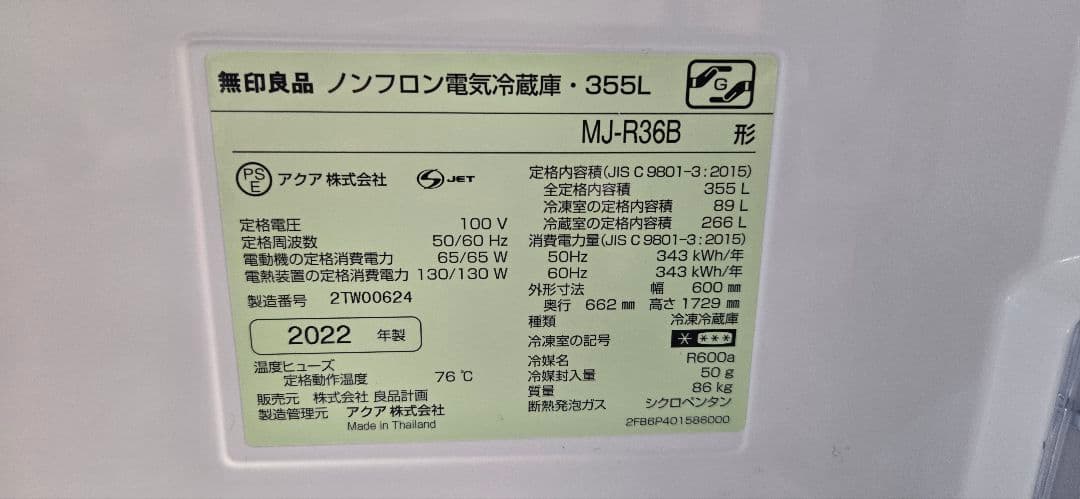 無印良品 ノンフロン電気冷蔵庫・355L
G
MJ-R36B 形
PSE アクア株式会社 S JET
定格電圧 100 V
定格周波数 50/60 Hz
電動機の定格消費電力 65/65 W
電熱装置の定格消費電力 130/130 W
製造番号 2TW00624
2022 年製
温度ヒューズ
定格動作温度 76 ℃
販売元 株式会社 良品計画
製造管理元 アクア株式会社
Made in Thailand
定格内容積(JIS C 9801-3:2015)
全定格内容積 355 L
冷凍室の定格内容積 89 L
冷蔵室の定格内容積 266 L
消費電力量(JIS C 9801-3:2015)
50Hz 343 kWh/年
60Hz 343 kWh/年
外形寸法 幅 600 ㎜
奥行 662 ㎜ 高さ 1729 ㎜
種類 冷凍冷蔵庫
冷凍室の記号 * ***
冷媒名 R600a
冷媒封入量 50 g
質量 86 kg
断熱発泡ガス シクロペンタン
2FB6P401586000